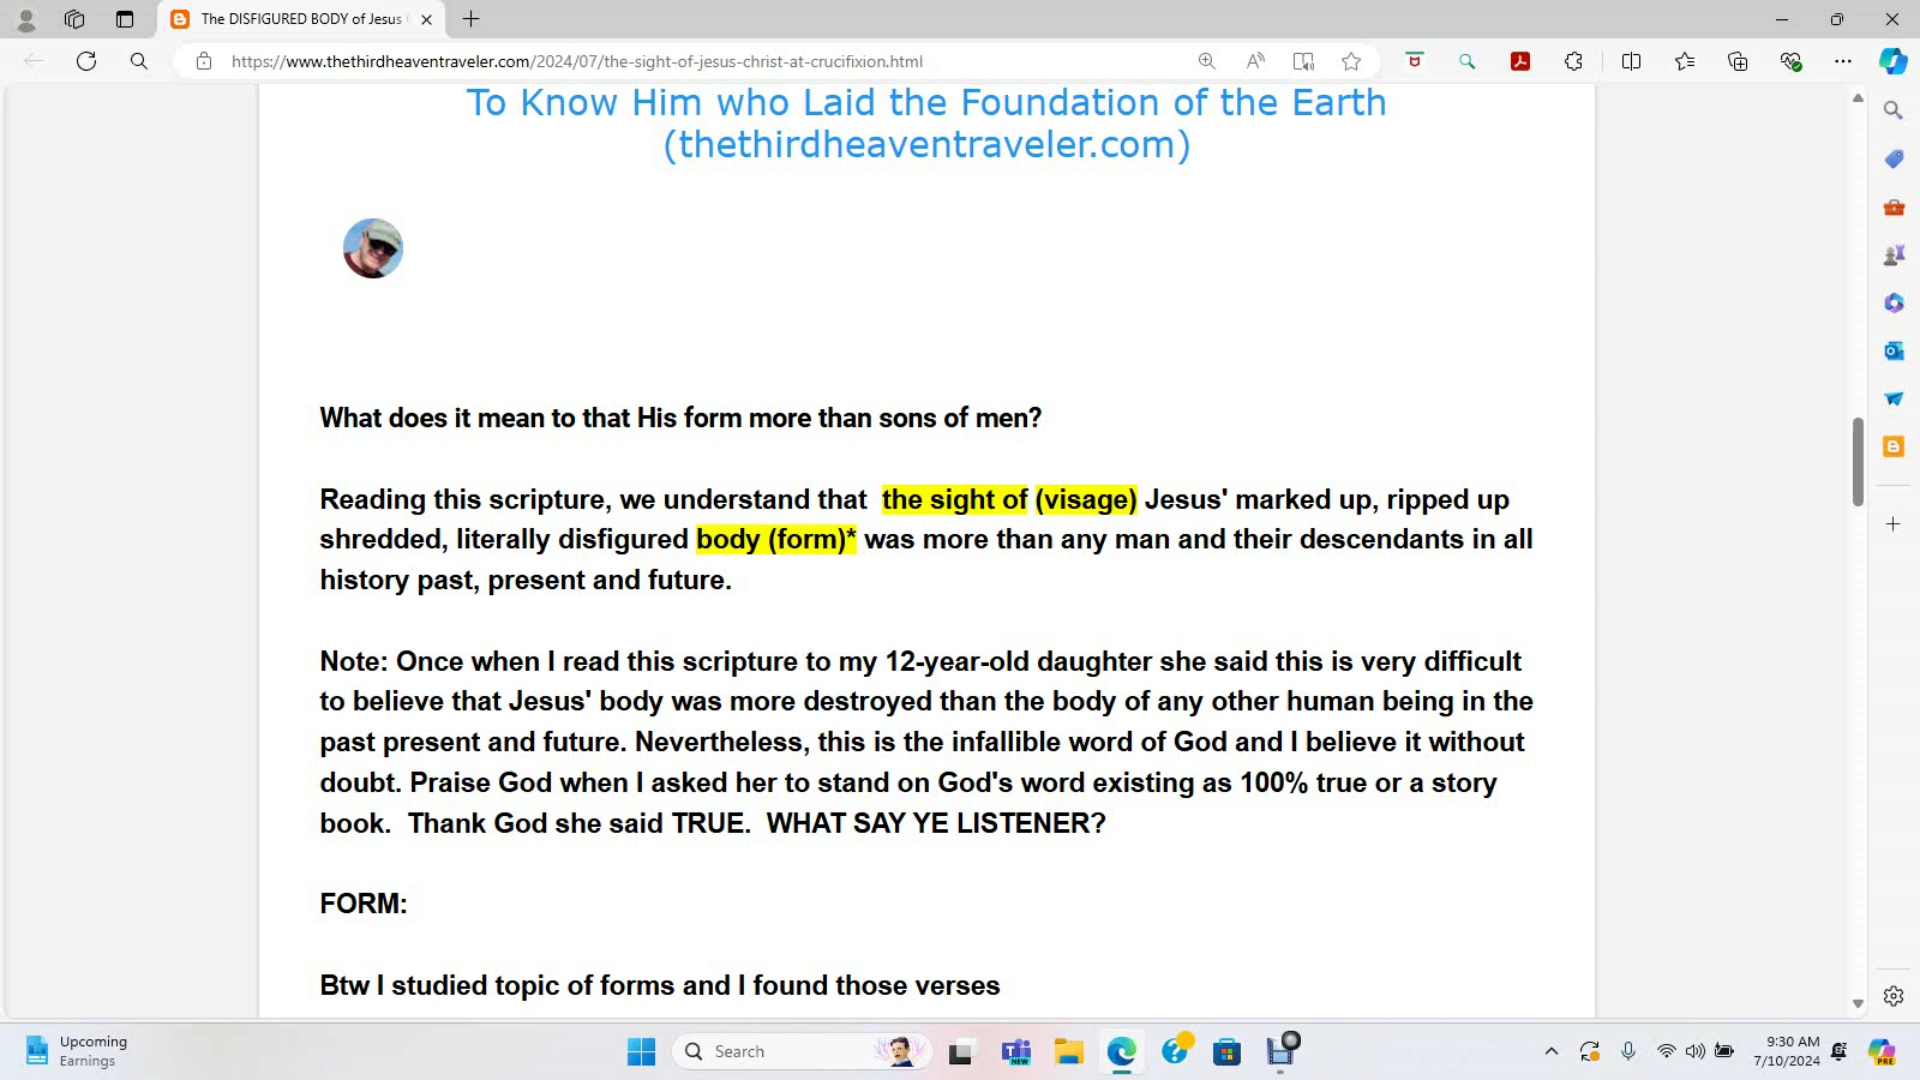 The DISFIGURED BODY of Jesus
https://www.thethirdheaventraveler.com/2024/07/the-sight-of-jesus-christ-at-crucifixion.html
To Know Him who Laid the Foundation of the Earth
(thethirdheaventraveler.com)
What does it mean to that His form more than sons of men?
Reading this scripture, we understand that the sight of (visage) Jesus' marked up, ripped up
shredded, literally disfigured body (form)* was more than any man and their descendants in all
history past, present and future.
Note: Once when I read this scripture to my 12-year-old daughter she said this is very difficult
to believe that Jesus' body was more destroyed than the body of any other human being in the
past present and future. Nevertheless, this is the infallible word of God and I believe it without
doubt. Praise God when I asked her to stand on God's word existing as 100% true or a story
book. Thank God she said TRUE. WHAT SAY YE LISTENER?
FORM:
Btw I studied topic of forms and I found those verses
Upcoming
Earnings
Search
NEW
9:30 AM
7/10/2024
PRE